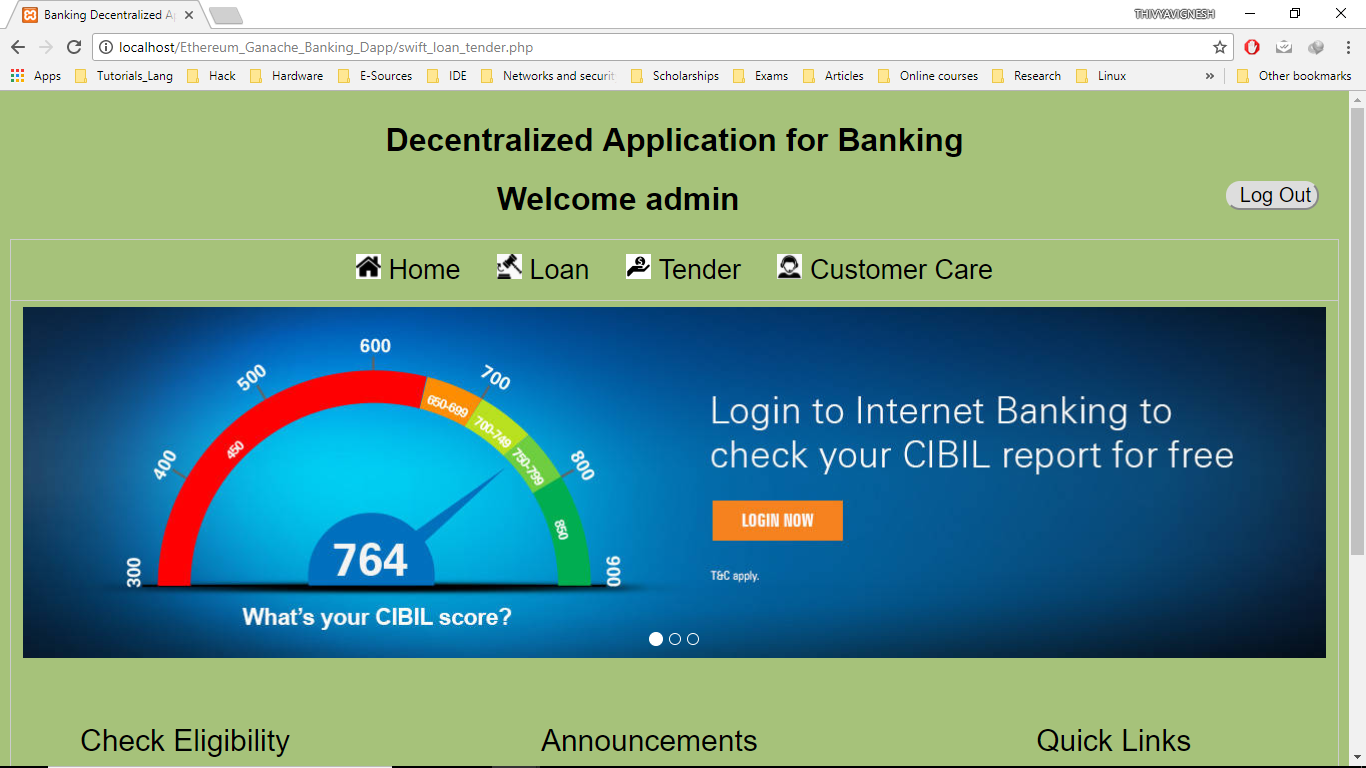 Banking Decentralized A
THIVYAVIGNESH
localhost/Ethereum_Ganache_Banking_Dapp/swift_loan_tender.php
Apps Tutorials_Lang Hack Hardware E-Sources IDE Networks and securit Scholarships Exams Articles Online courses Research Linux » Other bookmarks
Decentralized Application for Banking
Welcome admin
Log Out
Home Loan Tender Customer Care
300 400 500 600 700 800 900
450 650-699 700-749 750-799 850
764
What's your CIBIL score?
Login to Internet Banking to
check your CIBIL report for free
LOGIN NOW
T&C apply.
Check Eligibility Announcements Quick Links